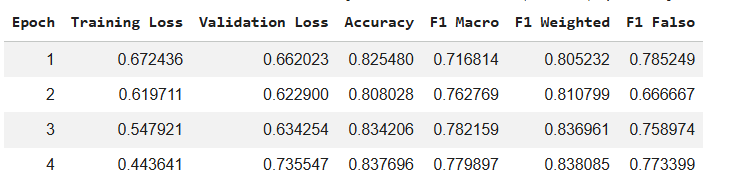 Epoch Training Loss Validation Loss Accuracy F1 Macro F1 Weighted F1 Falso
1 0.672436 0.662023 0.825480 0.716814 0.805232 0.785249
2 0.619711 0.622900 0.808028 0.762769 0.810799 0.666667
3 0.547921 0.634254 0.834206 0.782159 0.836961 0.758974
4 0.443641 0.735547 0.837696 0.779897 0.838085 0.773399